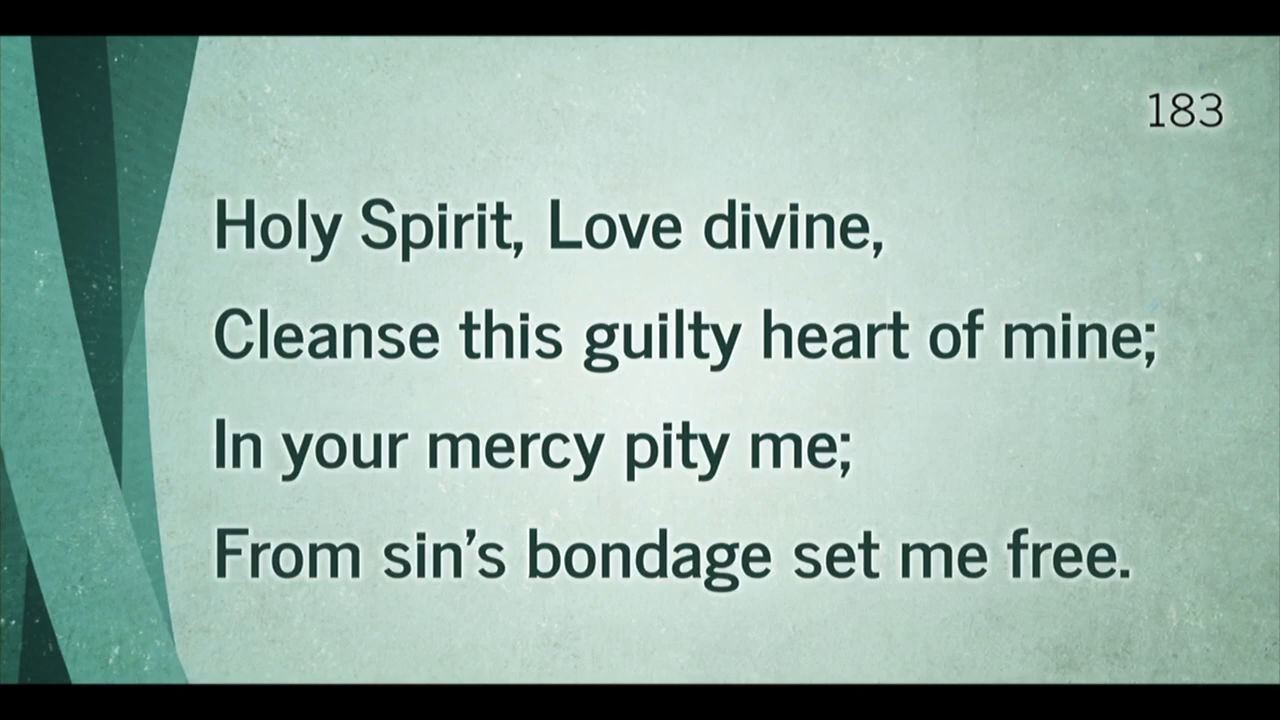 183
Holy Spirit, Love divine,
Cleanse this guilty heart of mine;
In your mercy pity me;
From sin’s bondage set me free.